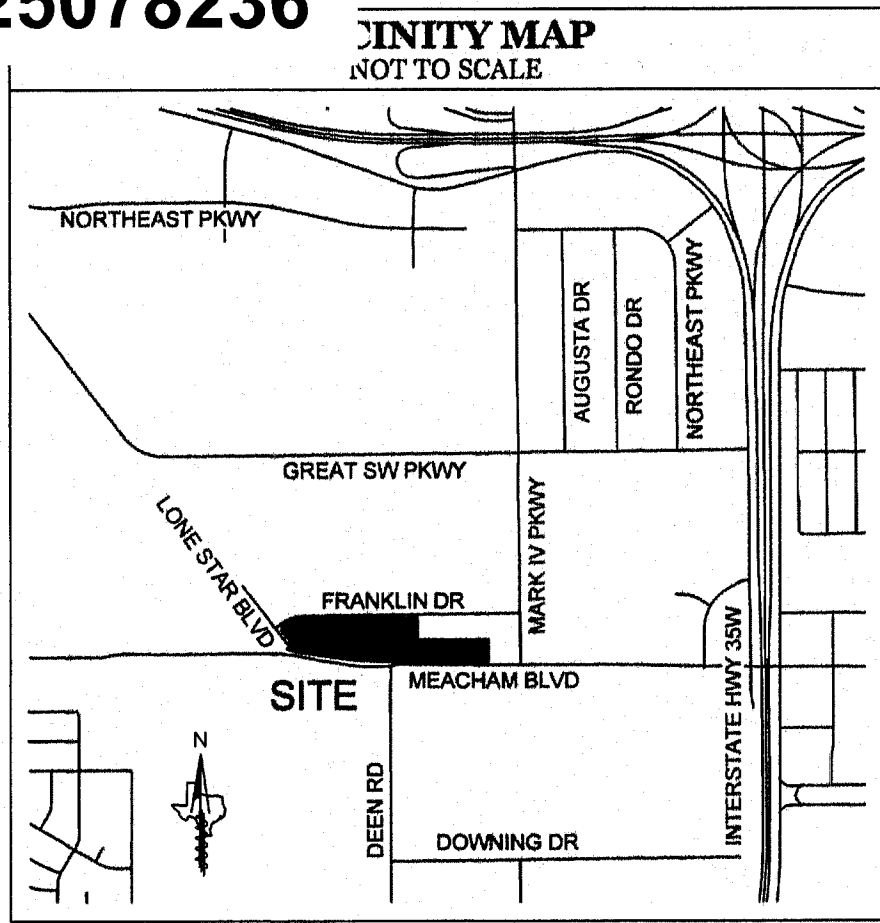 25078236
CINITY MAP
NOT TO SCALE
NORTHEAST PKWY
AUGUSTA DR
RONDO DR
NORTHEAST PKWY
GREAT SW PKWY
LONE STAR BLVD
MARK IV PKWY
FRANKLIN DR
INTERSTATE HWY 35W
MEACHAM BLVD
SITE
N
DEEN RD
DOWNING DR